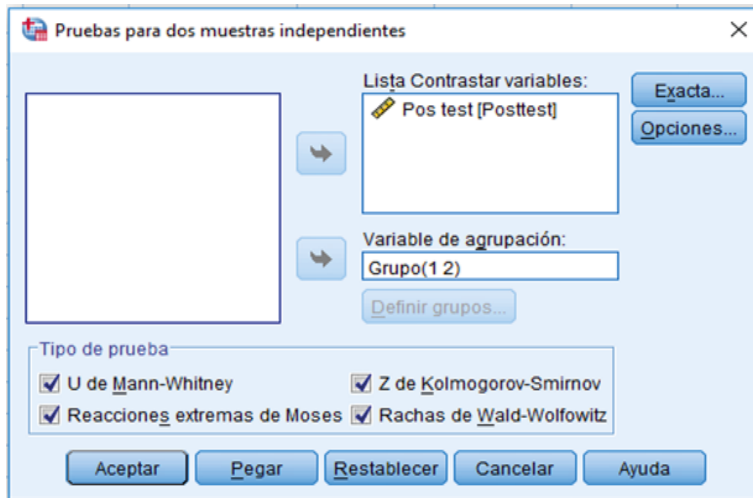 Pruebas para dos muestras independientes
Lista Contrastar variables:
Pos test [Posttest]
Exacta...
Opciones...
Variable de agrupación:
Grupo(1 2)
Definir grupos...
Tipo de prueba
U de Mann-Whitney
Z de Kolmogorov-Smirnov
Reacciones extremas de Moses
Rachas de Wald-Wolfowitz
Aceptar
Pegar
Restablecer
Cancelar
Ayuda